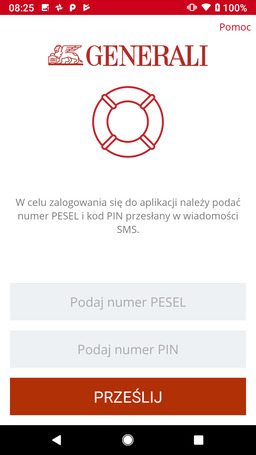 08:25
100%
Pomoc
GENERALI
W celu zalogowania się do aplikacji należy podać
numer PESEL i kod PIN przesłany w wiadomości
SMS.
Podaj numer PESEL
Podaj numer PIN
PRZEŚLIJ